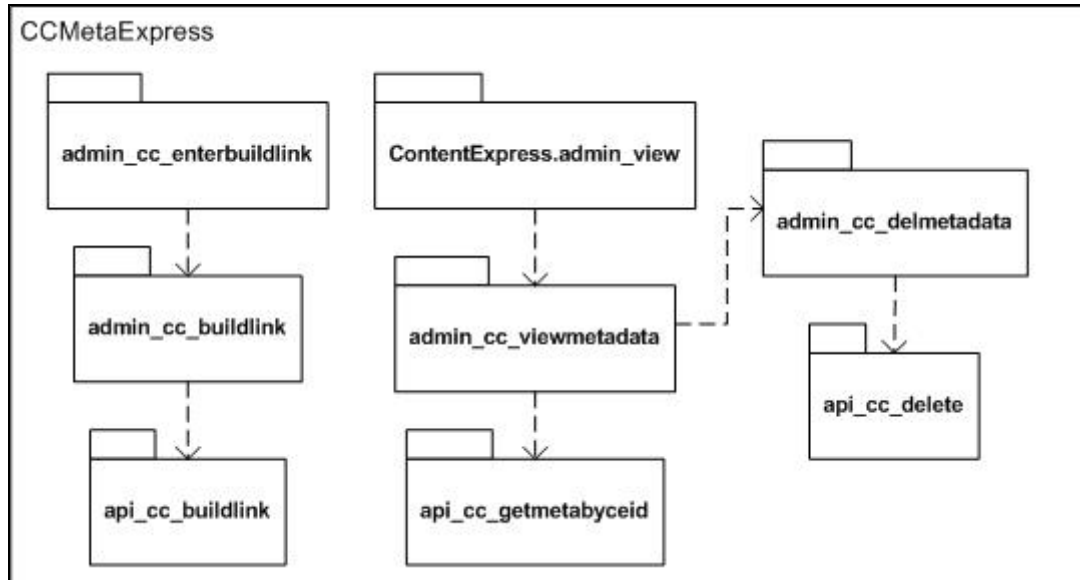 CCMetaExpress
admin_cc_enterbuildlink
ContentExpress.admin_view
admin_cc_delmetadata
admin_cc_buildlink
admin_cc_viewmetadata
api_cc_delete
api_cc_buildlink
api_cc_getmetabyceid